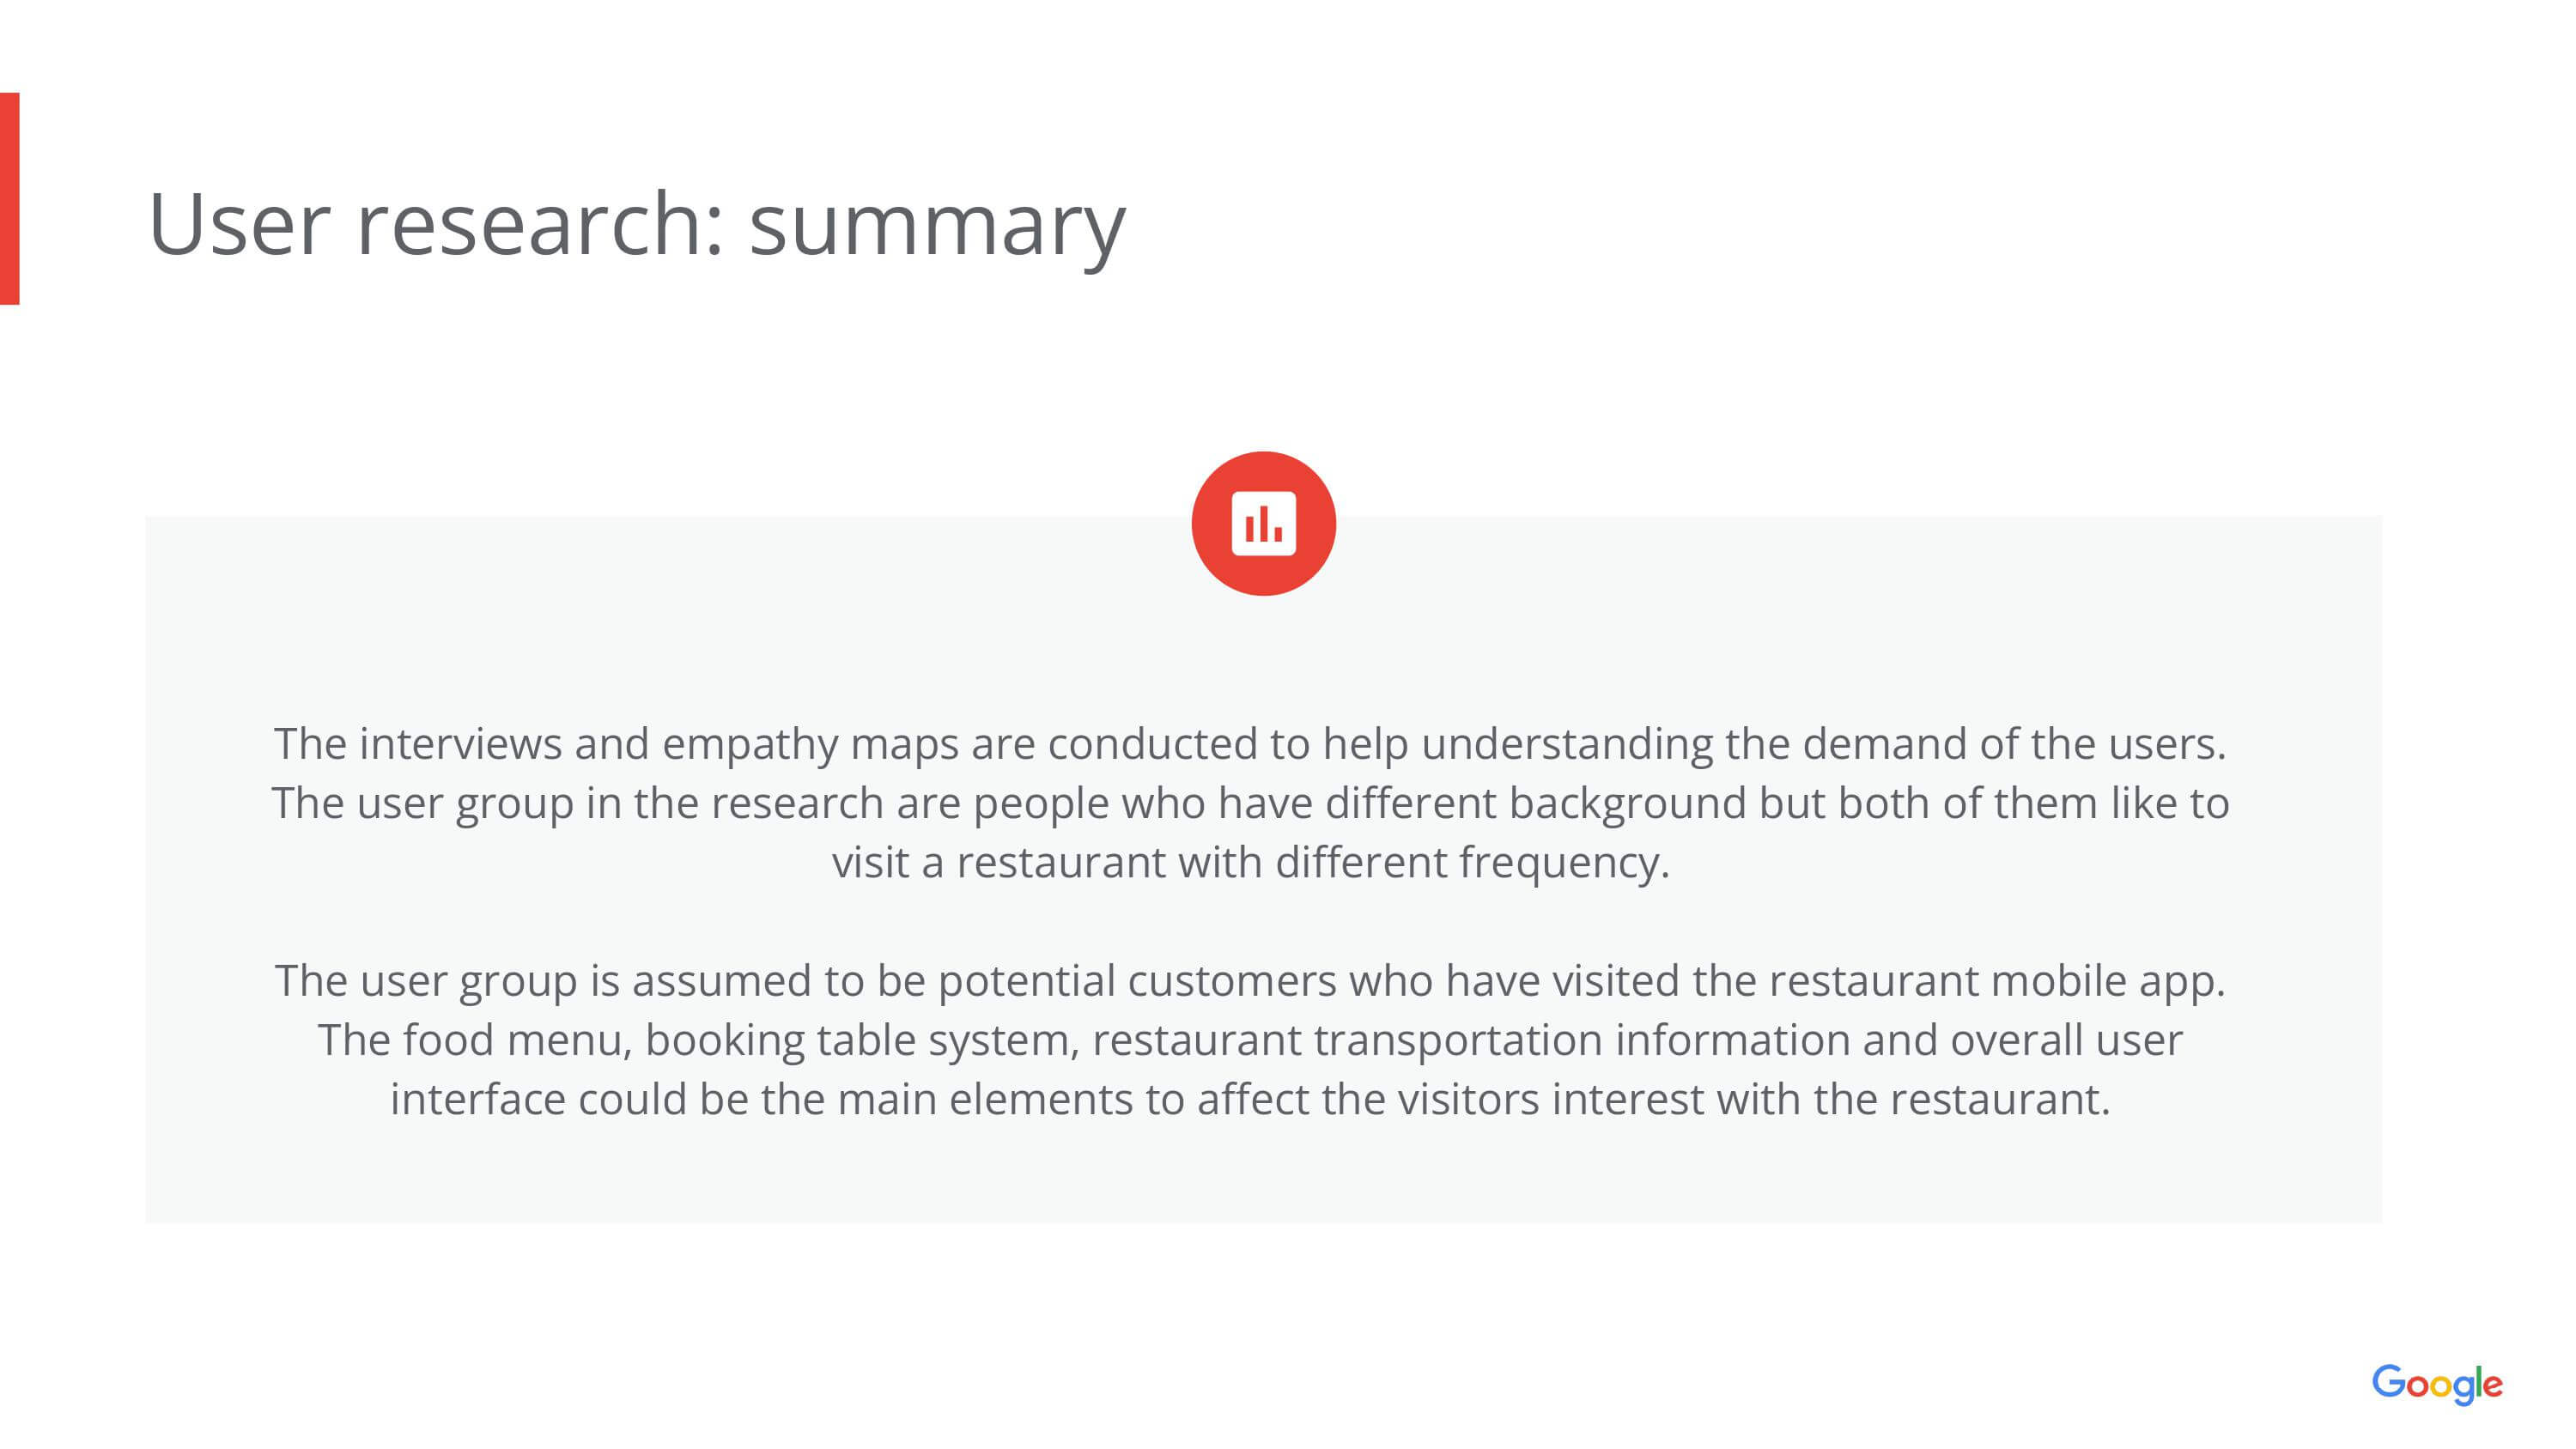 User research: summary
The interviews and empathy maps are conducted to help understanding the demand of the users.
The user group in the research are people who have different background but both of them like to
visit a restaurant with different frequency.
The user group is assumed to be potential customers who have visited the restaurant mobile app.
The food menu, booking table system, restaurant transportation information and overall user
interface could be the main elements to affect the visitors interest with the restaurant.
Google